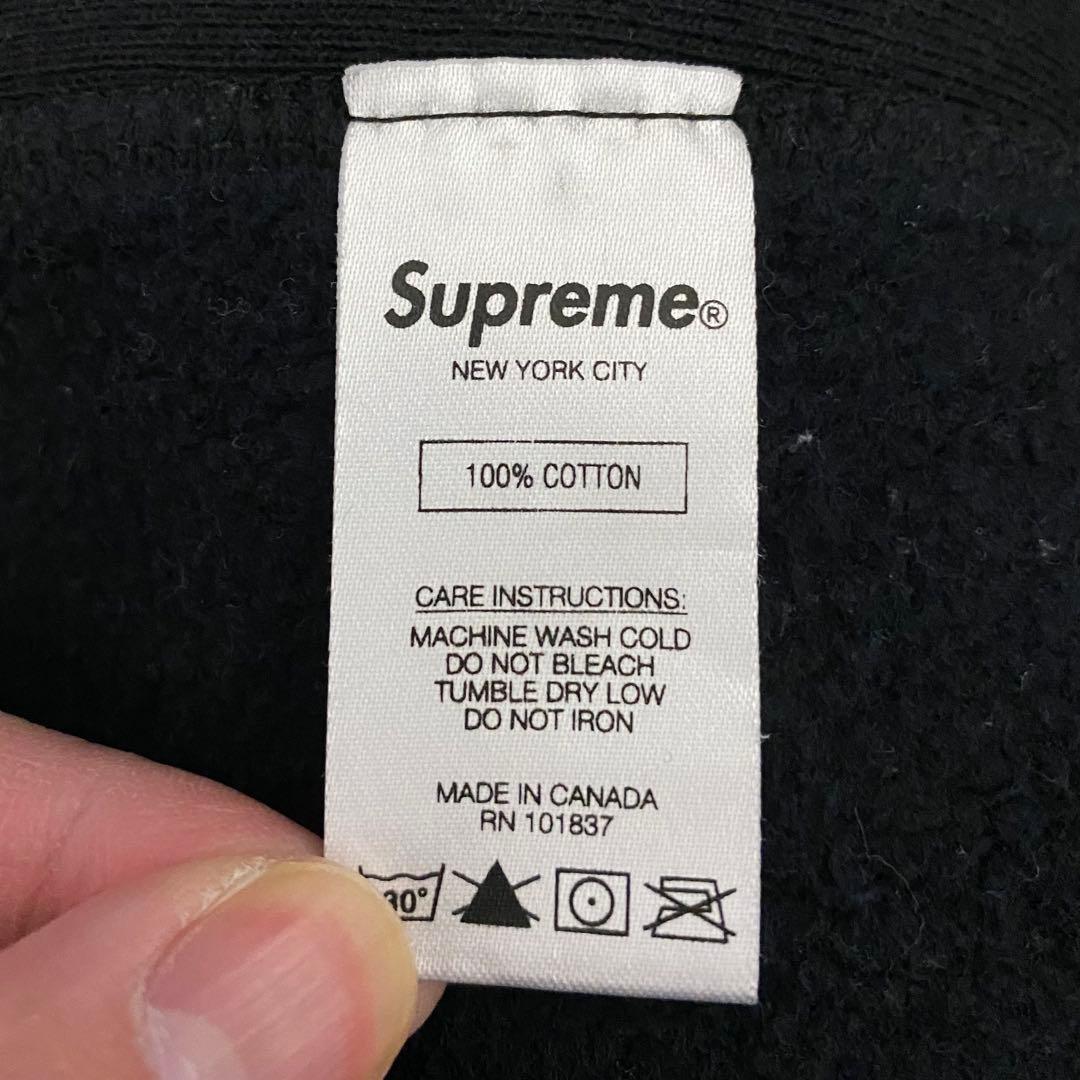 Supreme®
NEW YORK CITY
100% COTTON
CARE INSTRUCTIONS:
MACHINE WASH COLD
DO NOT BLEACH
TUMBLE DRY LOW
DO NOT IRON
MADE IN CANADA
RN 101837
30°